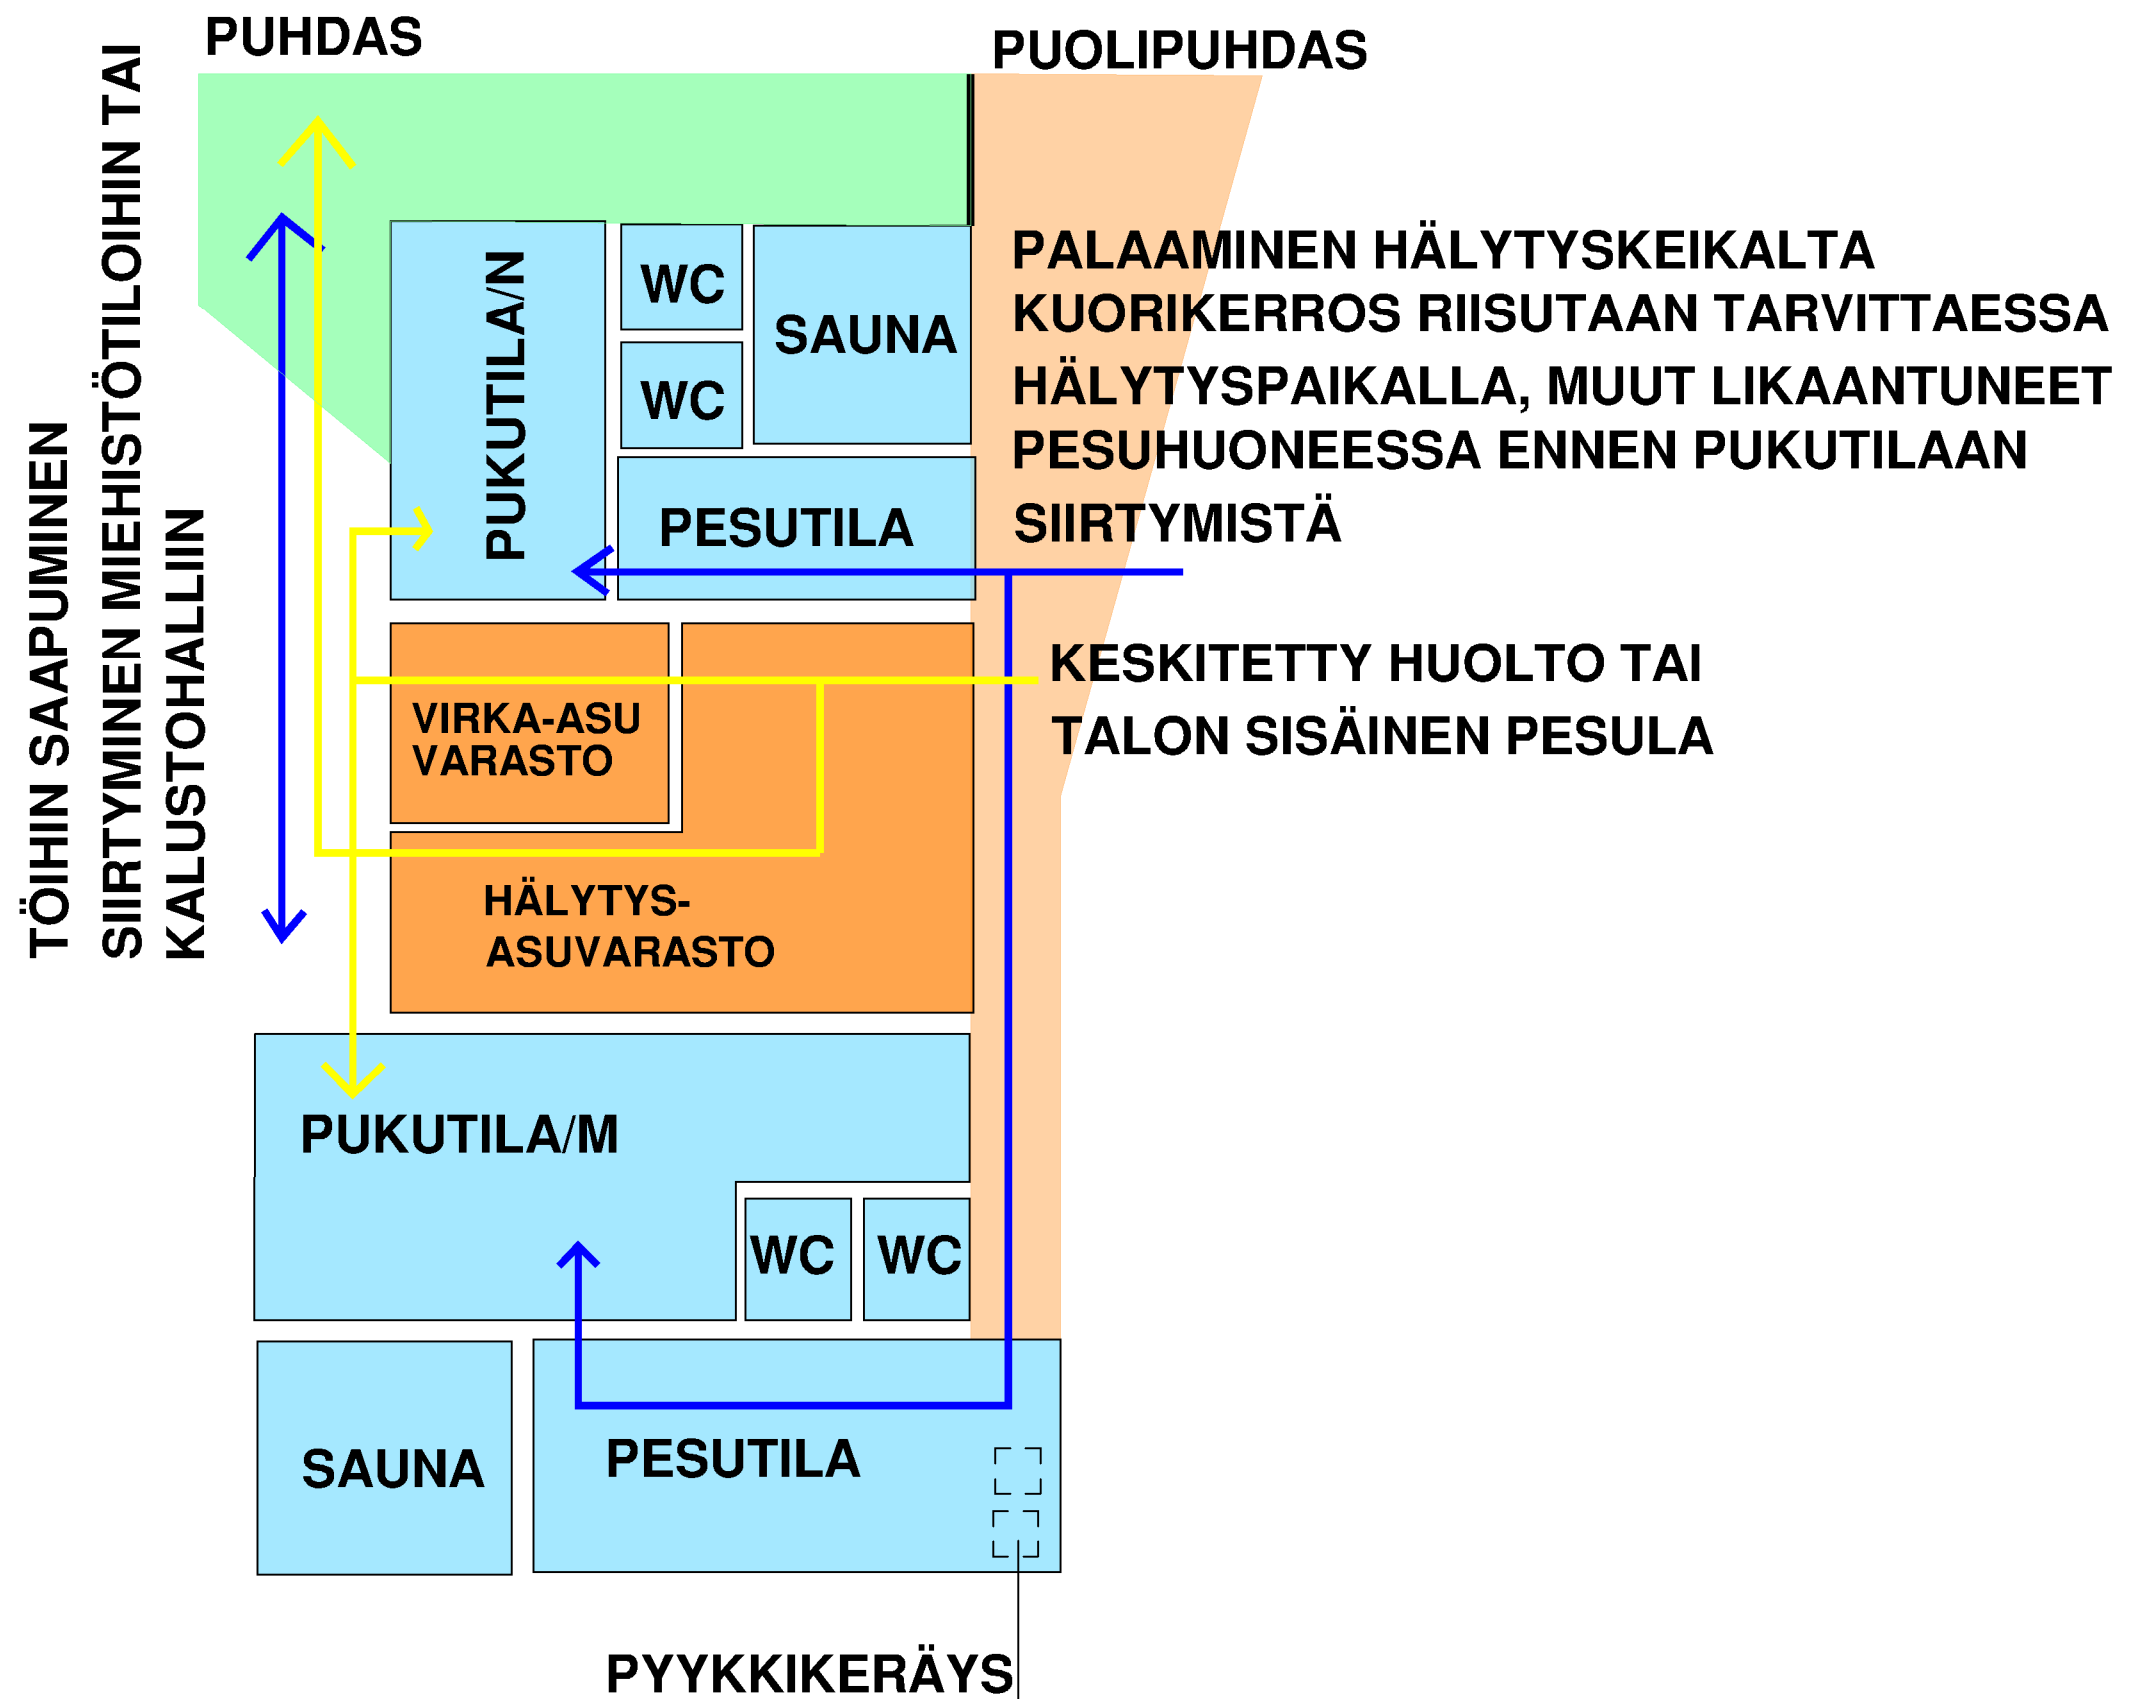 PUHDAS
PUOLIPUHDAS
TÖIHIN SAAPUMINEN
SIIRTYMINEN MIEHISTÖTILOIHIN TAI
KALUSTOHALLIIN
PUKUTILA/N
WC
WC
SAUNA
PESUTILA
PALAAMINEN HÄLYTYSKEIKALTA
KUORIKERROS RIISUTAAN TARVITTAESSA
HÄLYTYSPAIKALLA, MUUT LIKAANTUNEET
PESUHUONEESSA ENNEN PUKUTILAAN
SIIRTYMISTÄ
KESKITETTY HUOLTO TAI
TALON SISÄINEN PESULA
VIRKA-ASU
VARASTO
HÄLYTYS-
ASUVARASTO
PUKUTILA/M
WC
WC
SAUNA
PESUTILA
PYYKKIKERÄYS